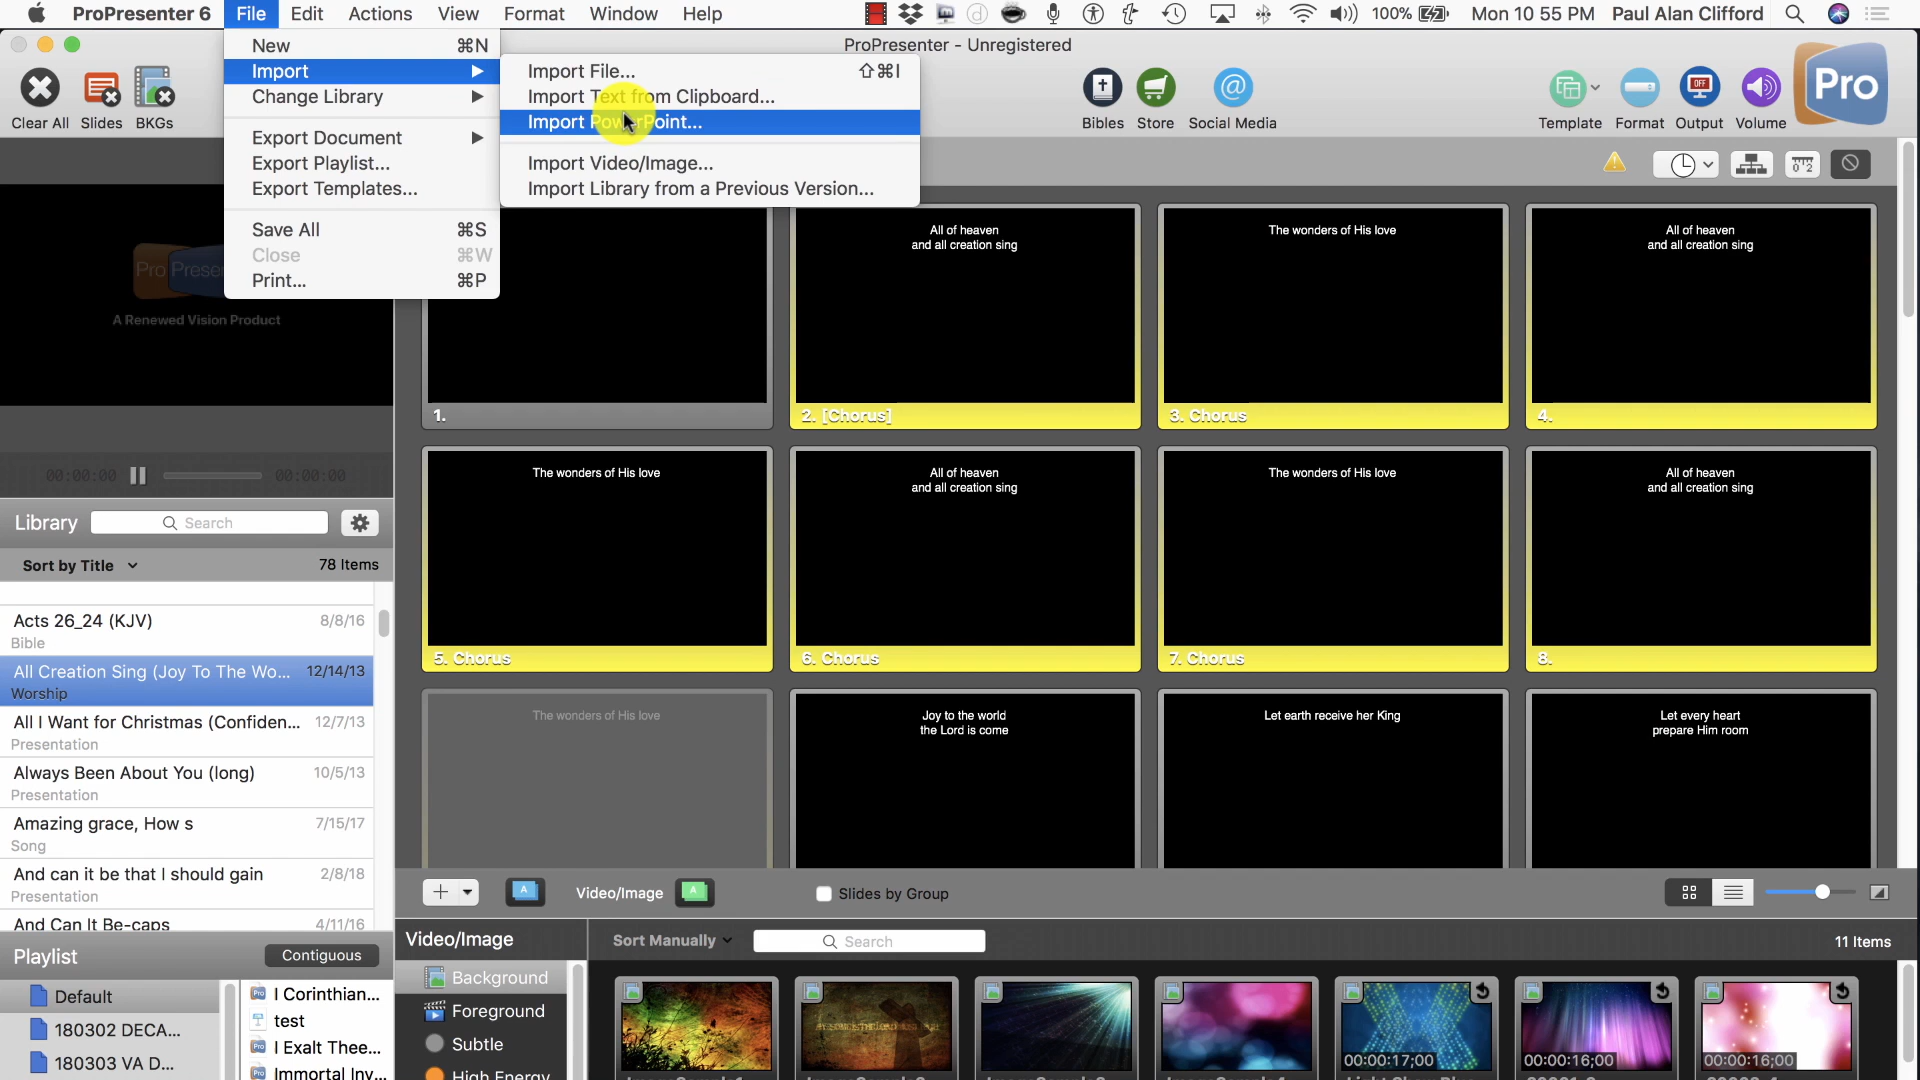 ProPresenter 6 File Edit Actions View Format Window Help 100% Mon 10 55 PM Paul Alan Clifford
ProPresenter - Unregistered
New ⌘N
Import
Change Library
Export Document
Export Playlist...
Export Templates...
Save All ⌘S
Close ⌘W
Print... ⌘P
Import File... ⇧⌘I
Import Text from Clipboard...
Import PowerPoint...
Import Video/Image...
Import Library from a Previous Version...
Clear All Slides BKGs
Bibles Store Social Media
OFF
Template Format Output Volume
Pro
A Renewed Vision Product
00:00:00 00:00:00
Library Search
Sort by Title 78 Items
Acts 26_24 (KJV) 8/8/16
Bible
All Creation Sing (Joy To The Wo... 12/14/13
Worship
All I Want for Christmas (Confiden... 12/7/13
Presentation
Always Been About You (long) 10/5/13
Presentation
Amazing grace, How s 7/15/17
Song
And can it be that I should gain 2/8/18
Presentation
And Can It Be-caps 4/11/16
Playlist Contiguous
Default
180302 DECA...
180303 VA D...
I Corinthian...
test
I Exalt Thee...
Immortal Inv...
1.
All of heaven
and all creation sing
2. [Chorus]
The wonders of His love
3. Chorus
All of heaven
and all creation sing
4.
The wonders of His love
5. Chorus
All of heaven
and all creation sing
6. Chorus
The wonders of His love
7. Chorus
All of heaven
and all creation sing
8.
The wonders of His love
Joy to the world
the Lord is come
Let earth receive her King
Let every heart
prepare Him room
Video/Image Slides by Group
Video/Image Sort Manually Search 11 Items
Background
Foreground
Subtle
High Energy
00:00:17;00
00:00:16;00
00:00:16;00